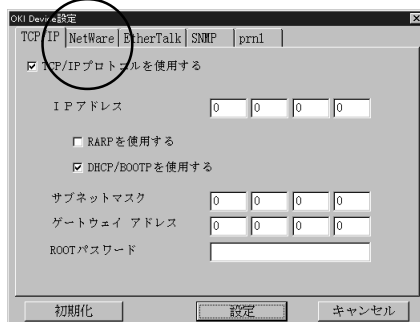 OKI Device設定
TCP/IP NetWare EtherTalk SNMP prn1
TCP/IPプロトコルを使用する
IPアドレス 0 0 0 0
RARPを使用する
DHCP/BOOTPを使用する
サブネットマスク 0 0 0 0
ゲートウェイ アドレス 0 0 0 0
ROOTパスワード
初期化 設定 キャンセル